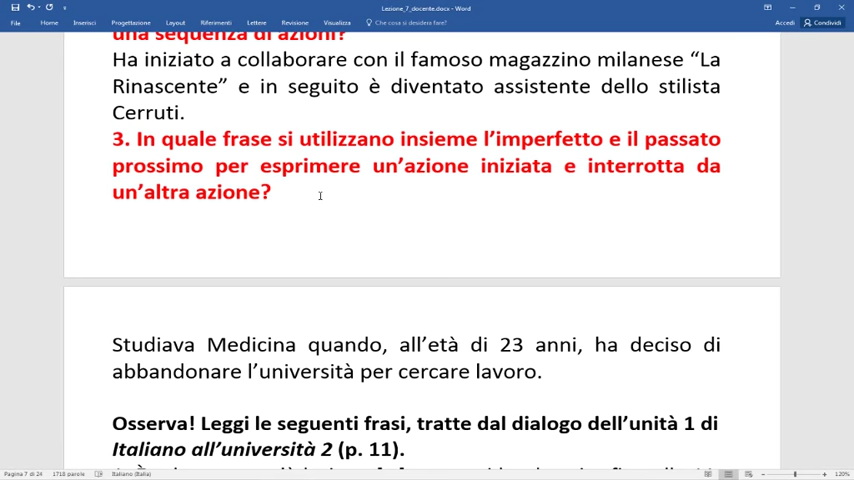 Lezione_7_docente.docx - Word
File Home Inserisci Progettazione Layout Riferimenti Lettere Revisione Visualizza Che cosa si desidera fare? Accedi Condividi
una sequenza di azioni?
Ha iniziato a collaborare con il famoso magazzino milanese “La
Rinascente” e in seguito è diventato assistente dello stilista
Cerruti.
3. In quale frase si utilizzano insieme l’imperfetto e il passato
prossimo per esprimere un’azione iniziata e interrotta da
un’altra azione?
Studiava Medicina quando, all’età di 23 anni, ha deciso di
abbandonare l’università per cercare lavoro.
Osserva! Leggi le seguenti frasi, tratte dal dialogo dell’unità 1 di
Italiano all’università 2 (p. 11).
Pagina 7 di 24 1718 parole Italiano (Italia) 120%